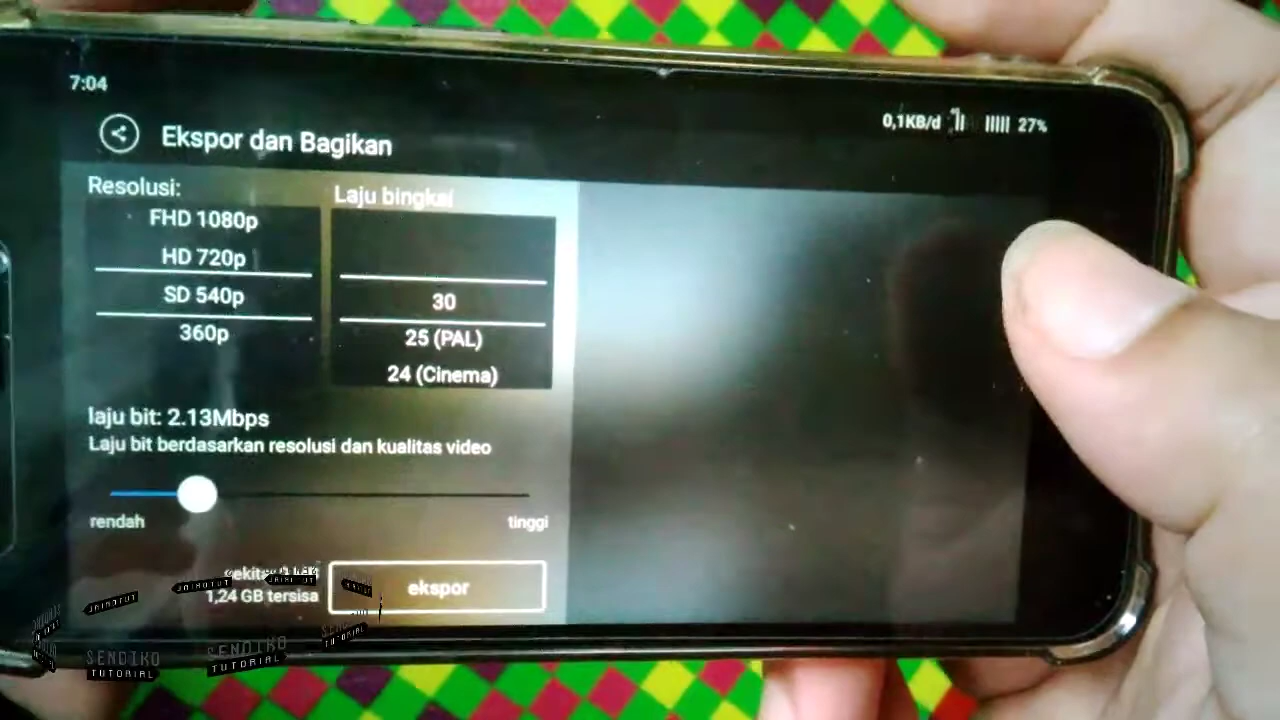 7:04
0,1KB/d
27%
Ekspor dan Bagikan
Resolusi:
Laju bingkai
FHD 1080p
HD 720p
SD 540p
360p
30
25 (PAL)
24 (Cinema)
laju bit: 2.13Mbps
Laju bit berdasarkan resolusi dan kualitas video
rendah
tinggi
1,24 GB tersisa
ekspor
SENDIKO
TUTORIAL
SENDIKO
TUTORIAL